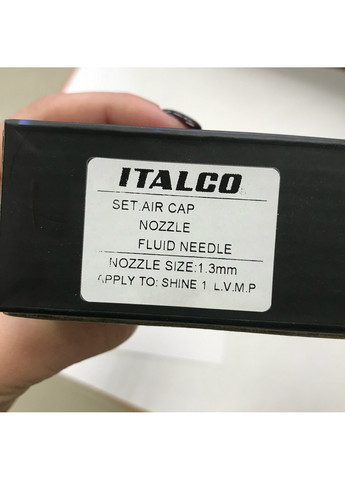 ITALCO
SET.AIR CAP
NOZZLE
FLUID NEEDLE
NOZZLE SIZE:1.3mm
APPLY TO: SHINE 1 L.V.M.P